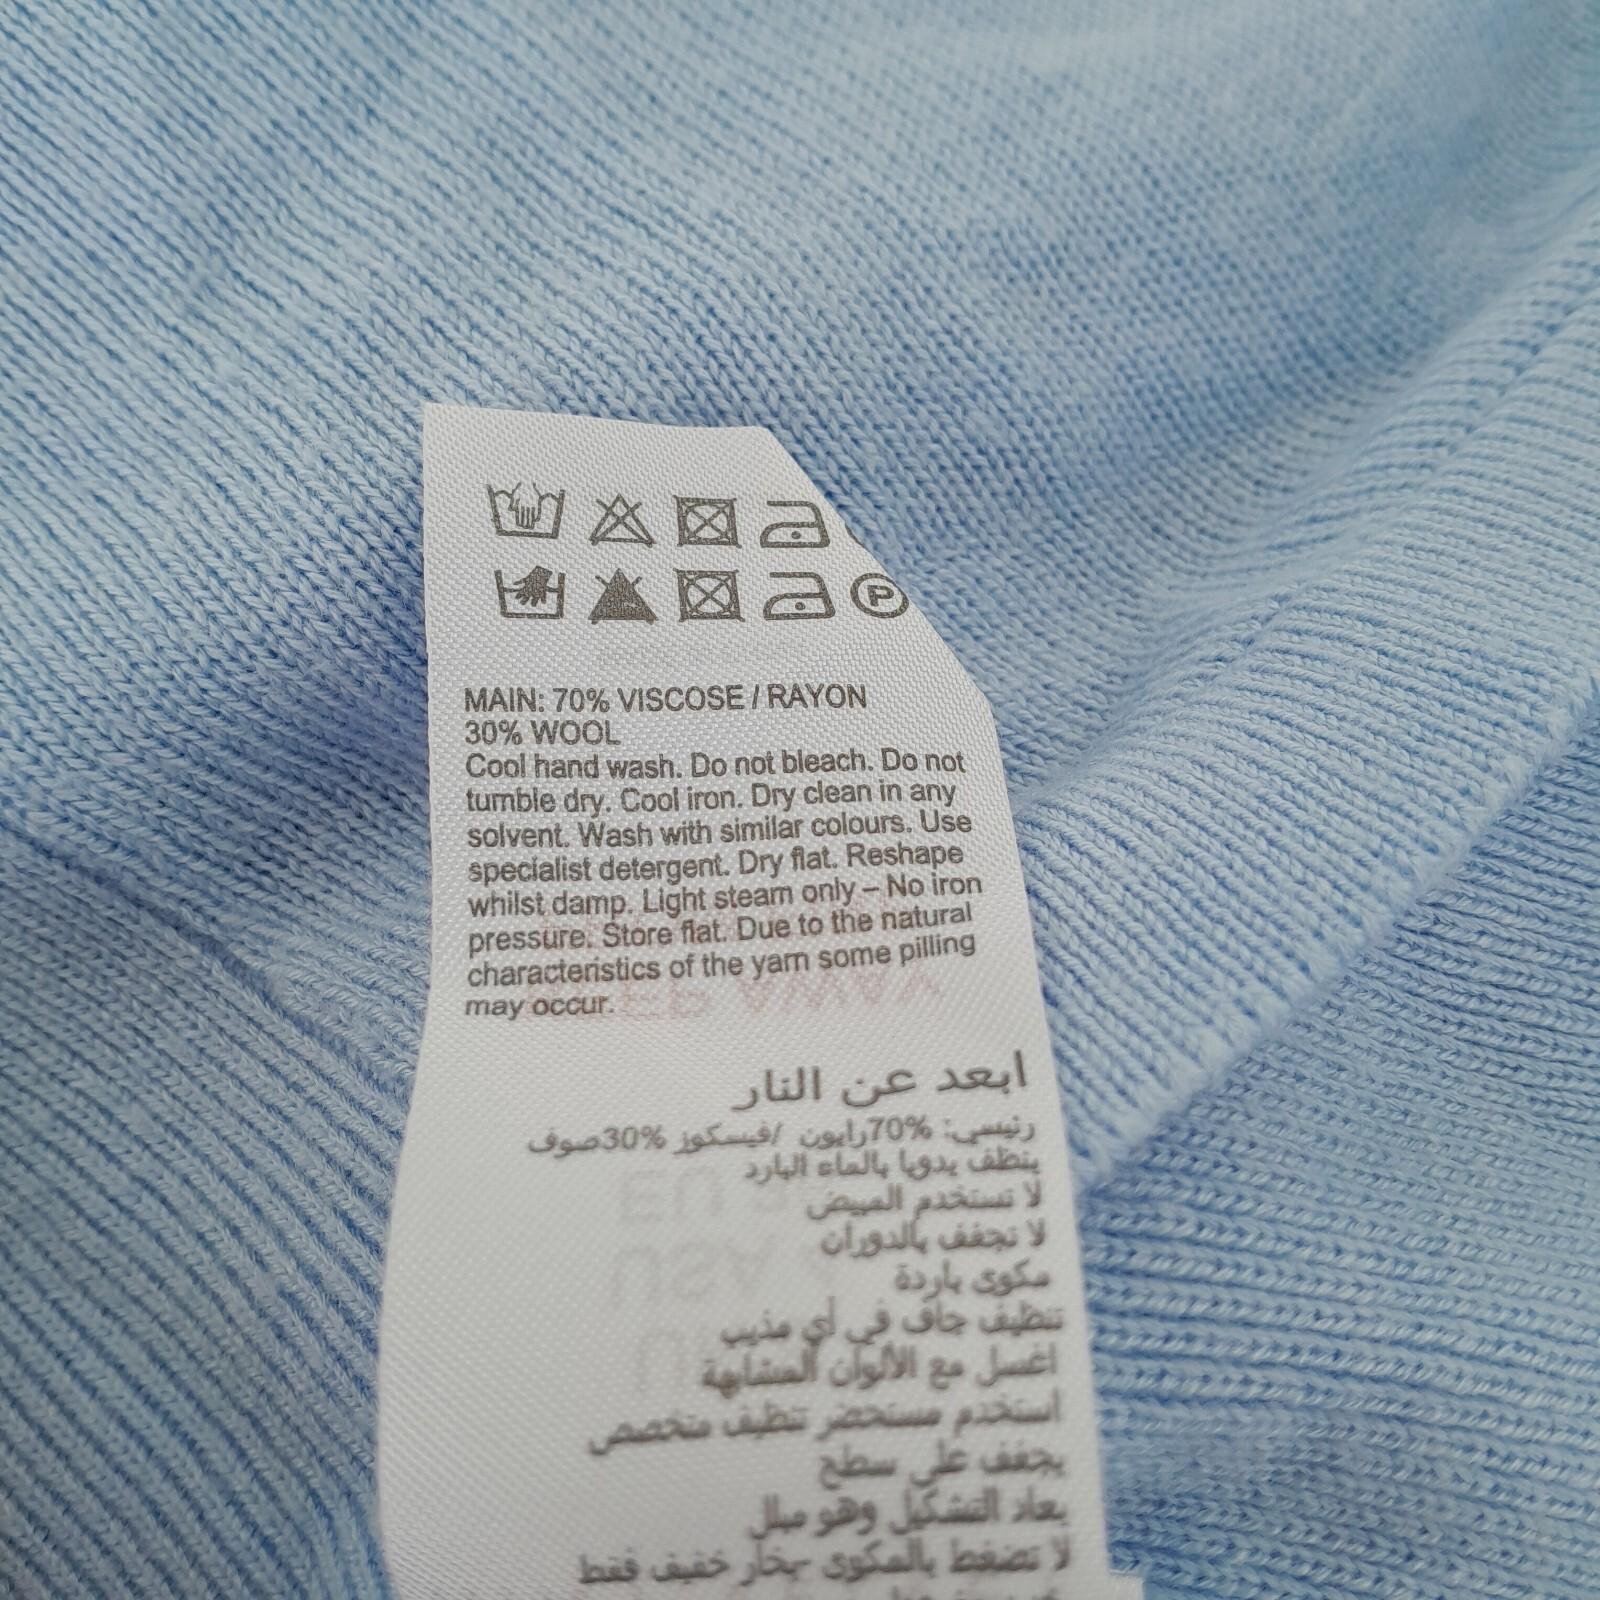 P
MAIN: 70% VISCOSE / RAYON
30% WOOL
Cool hand wash. Do not bleach. Do not
tumble dry. Cool iron. Dry clean in any
solvent. Wash with similar colours. Use
specialist detergent. Dry flat. Reshape
whilst damp. Light steam only – No iron
pressure. Store flat. Due to the natural
characteristics of the yarn some pilling
may occur.
ابعد عن النار
رئيسي: 70% رايون /فيسكوز 30% صوف
ينظف يدويا بالماء البارد
لا تستخدم المبيض
لا تجفف بالدوران
مكوى باردة
تنظيف جاف في أي مذيب
اغسل مع الألوان المشابهة
استخدم مستحضر تنظيف متخصص
يجفف على سطح
يعاد التشكيل وهو مبلل
لا تضغط بالمكوى بخار خفيف فقط